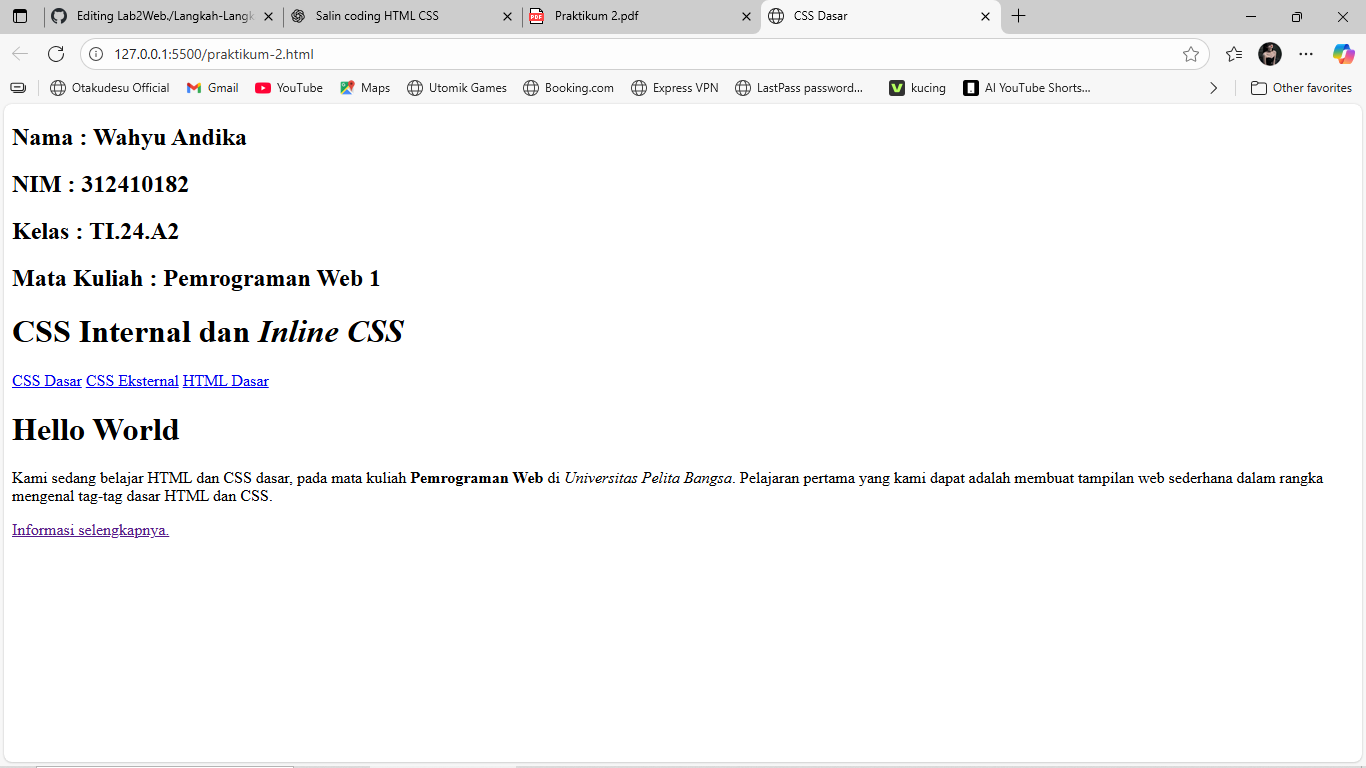 Editing Lab2Web./Langkah-Langk
Salin coding HTML CSS
Praktikum 2.pdf
CSS Dasar
127.0.0.1:5500/praktikum-2.html
Otakudesu Official
Gmail
YouTube
Maps
Utomik Games
Booking.com
Express VPN
LastPass password...
kucing
AI YouTube Shorts...
Other favorites
Nama : Wahyu Andika
NIM : 312410182
Kelas : TI.24.A2
Mata Kuliah : Pemrograman Web 1
CSS Internal dan Inline CSS
CSS Dasar CSS Eksternal HTML Dasar
Hello World
Kami sedang belajar HTML dan CSS dasar, pada mata kuliah Pemrograman Web di Universitas Pelita Bangsa. Pelajaran pertama yang kami dapat adalah membuat tampilan web sederhana dalam rangka
mengenal tag-tag dasar HTML dan CSS.
Informasi selengkapnya.